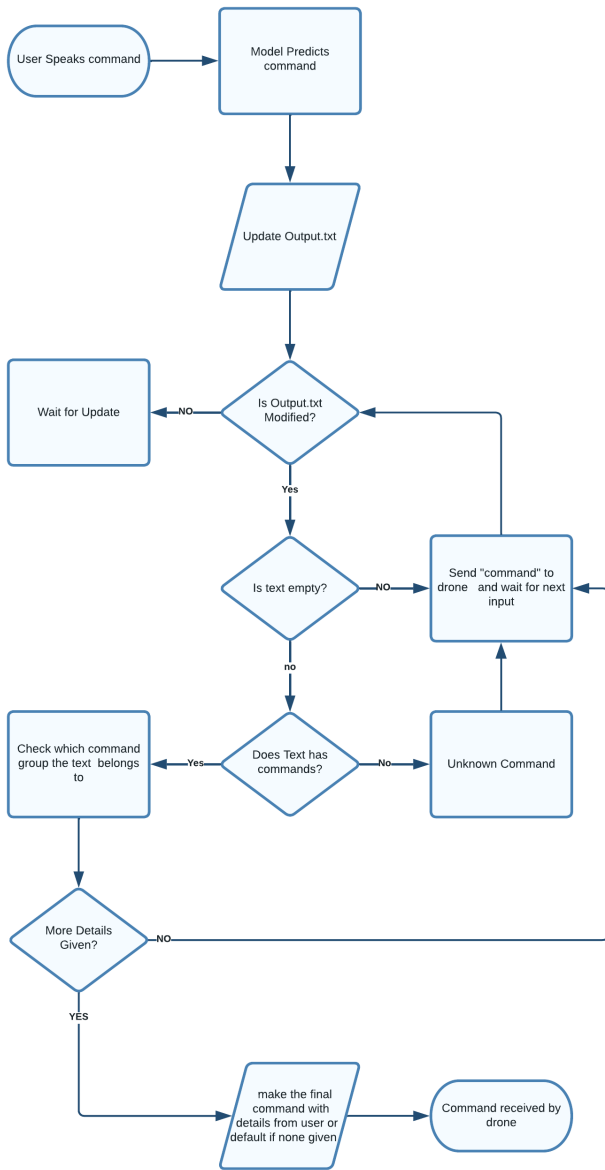 User Speaks command
Model Predicts
command
Update Output.txt
Is Output.txt
Modified?
NO
Wait for Update
Yes
Is text empty?
NO
Send "command" to
drone   and wait for next
input
no
Does Text has
commands?
Yes
Check which command
group the text  belongs
to
No
Unknown Command
More Details
Given?
NO
YES
make the final
command with
details from user or
default if none given
Command received by
drone